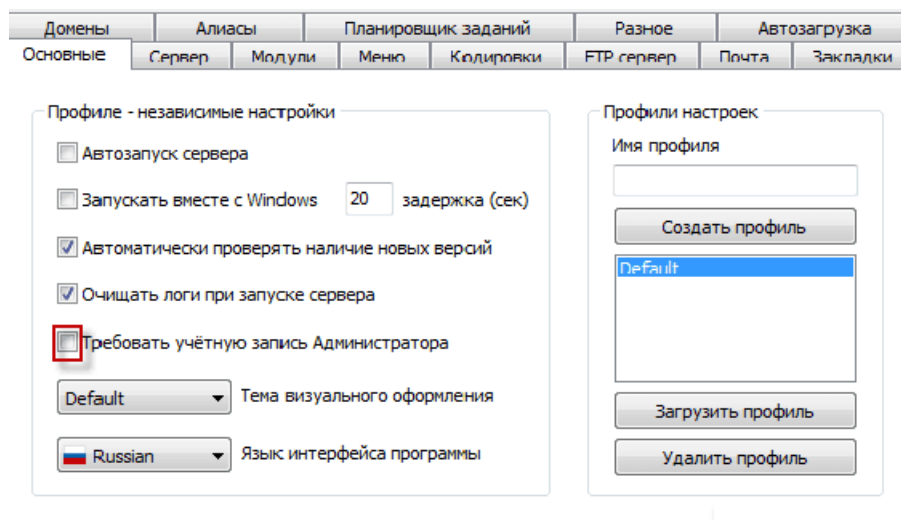 Домены Алиасы Планировщик заданий Разное Автозагрузка
Основные Сервер Модули Меню Кодировки FTP сервер Почта Закладки
Профиле - независимые настройки
Автозапуск сервера
Запускать вместе с Windows 20 задержка (сек)
Автоматически проверять наличие новых версий
Очищать логи при запуске сервера
Требовать учётную запись Администратора
Default Тема визуального оформления
Russian Язык интерфейса программы
Профили настроек
Имя профиля
Создать профиль
Default
Загрузить профиль
Удалить профиль